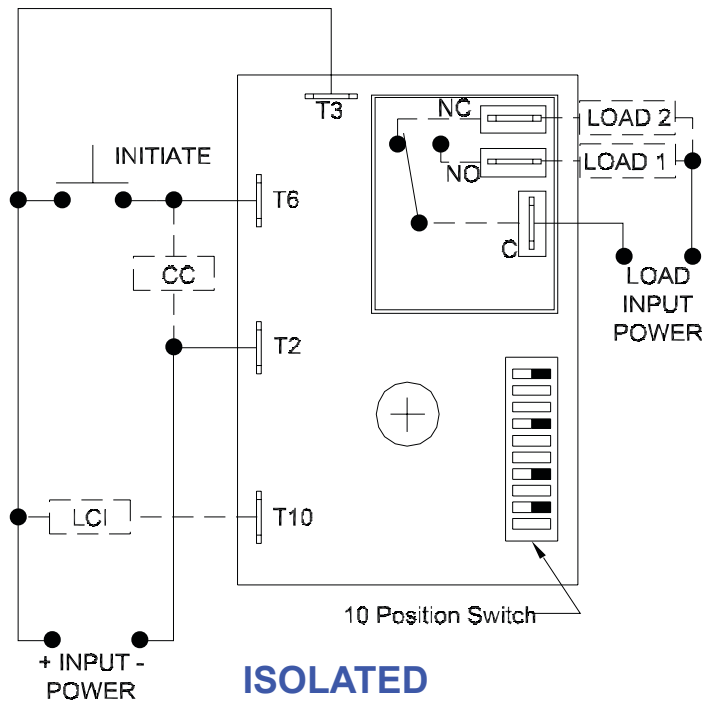 T3
NC
LOAD 2
INITIATE
NO
LOAD 1
T6
C
CC
LOAD
INPUT
POWER
T2
LCI
T10
10 Position Switch
+ INPUT -
POWER
ISOLATED